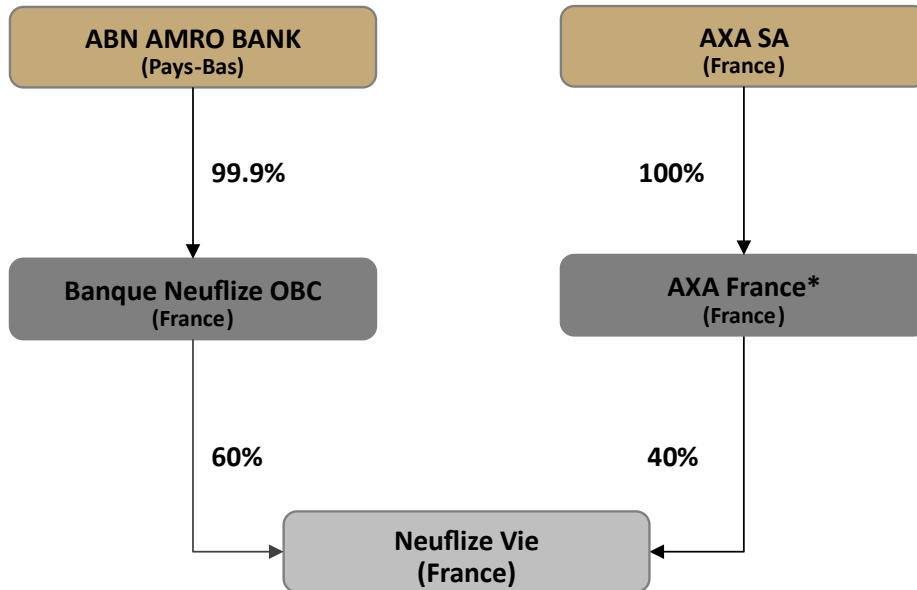 ABN AMRO BANK
(Pays-Bas)
AXA SA
(France)
99.9%
100%
Banque Neuflize OBC
(France)
AXA France*
(France)
60%
40%
Neuflize Vie
(France)